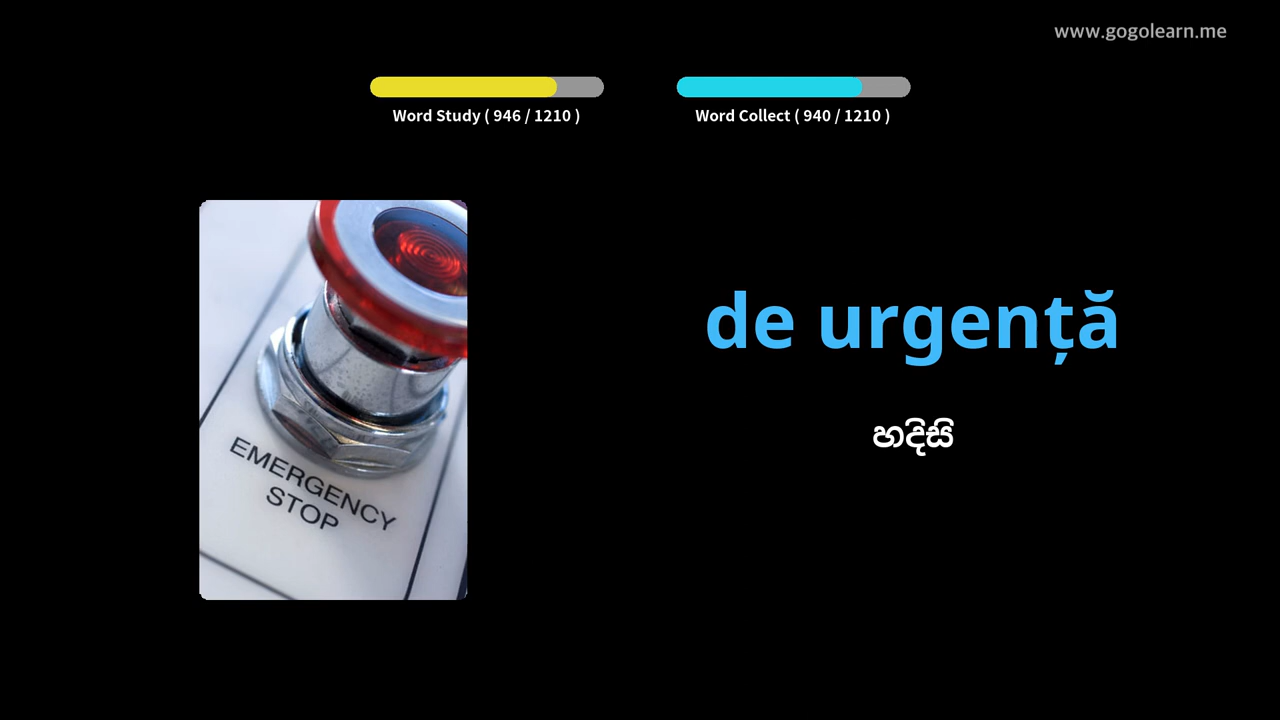 www.gogolearn.me
Word Study ( 946 / 1210 )
Word Collect ( 940 / 1210 )
EMERGENCY
STOP
de urgență
හදිසි